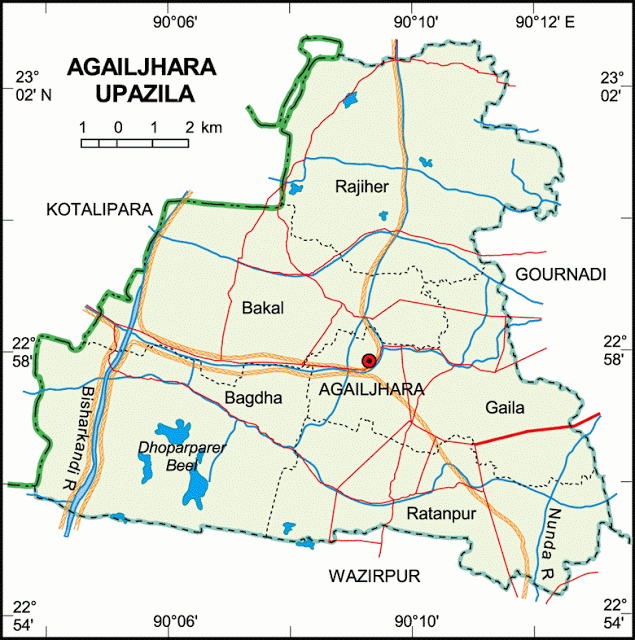 90°06' 90°10' 90°12' E
AGAILJHARA
UPAZILA
23°
02' N
23°
02'
1 0 1 2 km
Rajiher
KOTALIPARA
GOURNADI
Bakal
22°
58'
22°
58'
AGAILJHARA
Bagdha
Gaila
Bisharkandi R
Dhoparparer
Beel
Ratanpur
Nunda R
WAZIRPUR
22°
54'
22°
54'
90°06' 90°10'